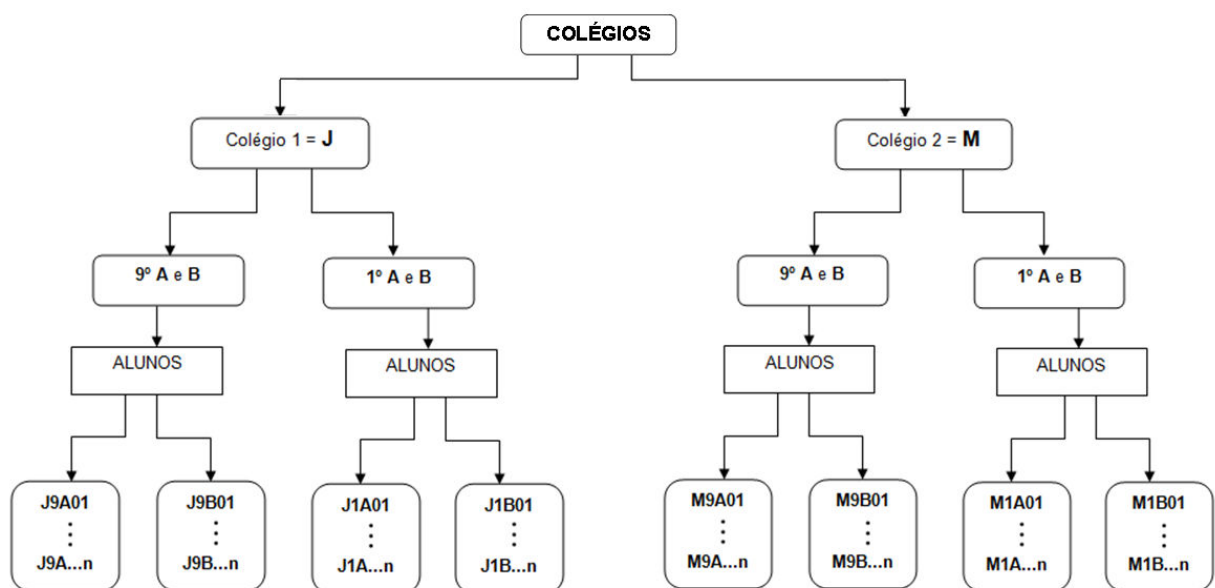 COLÉGIOS
Colégio 1 = J
Colégio 2 = M
9º A e B
1º A e B
9º A e B
1º A e B
ALUNOS
ALUNOS
ALUNOS
ALUNOS
J9A01
J9A...n
J9B01
J9B...n
J1A01
J1A...n
J1B01
J1B...n
M9A01
M9A...n
M9B01
M9B...n
M1A01
M1A...n
M1B01
M1B...n